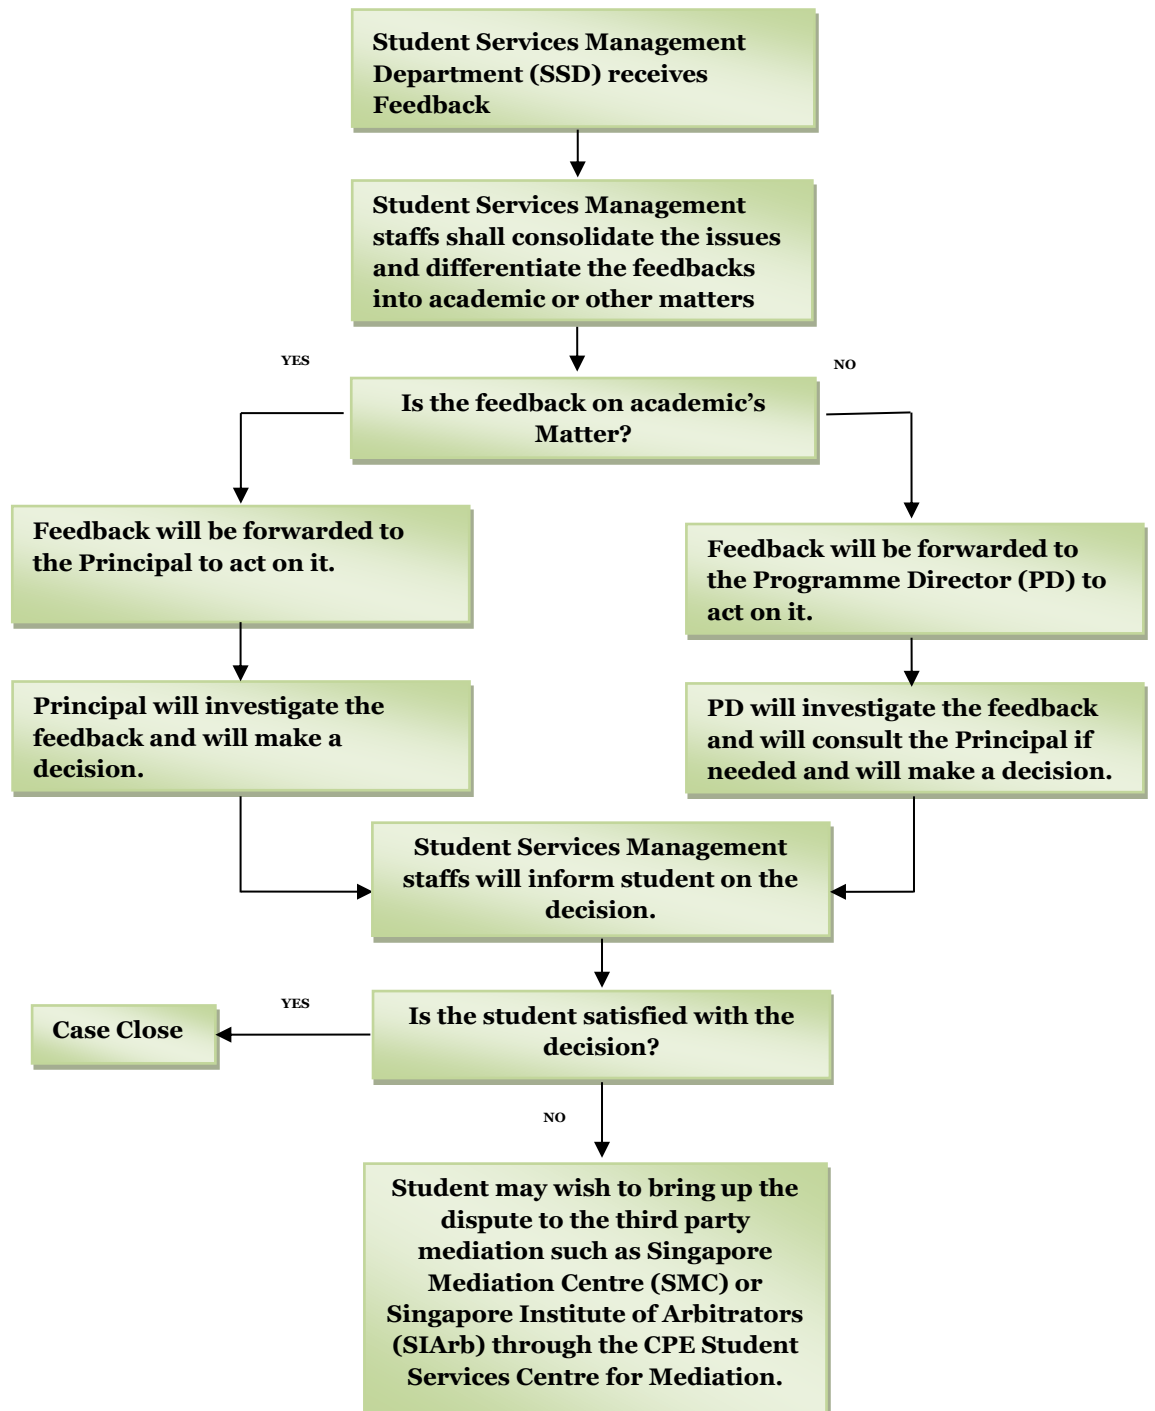 Student Services Management
Department (SSD) receives
Feedback
Student Services Management
staffs shall consolidate the issues
and differentiate the feedbacks
into academic or other matters
YES
NO
Is the feedback on academic’s
Matter?
Feedback will be forwarded to
the Principal to act on it.
Feedback will be forwarded to
the Programme Director (PD) to
act on it.
Principal will investigate the
feedback and will make a
decision.
PD will investigate the feedback
and will consult the Principal if
needed and will make a decision.
Student Services Management
staffs will inform student on the
decision.
YES
Case Close
Is the student satisfied with the
decision?
NO
Student may wish to bring up the
dispute to the third party
mediation such as Singapore
Mediation Centre (SMC) or
Singapore Institute of Arbitrators
(SIArb) through the CPE Student
Services Centre for Mediation.